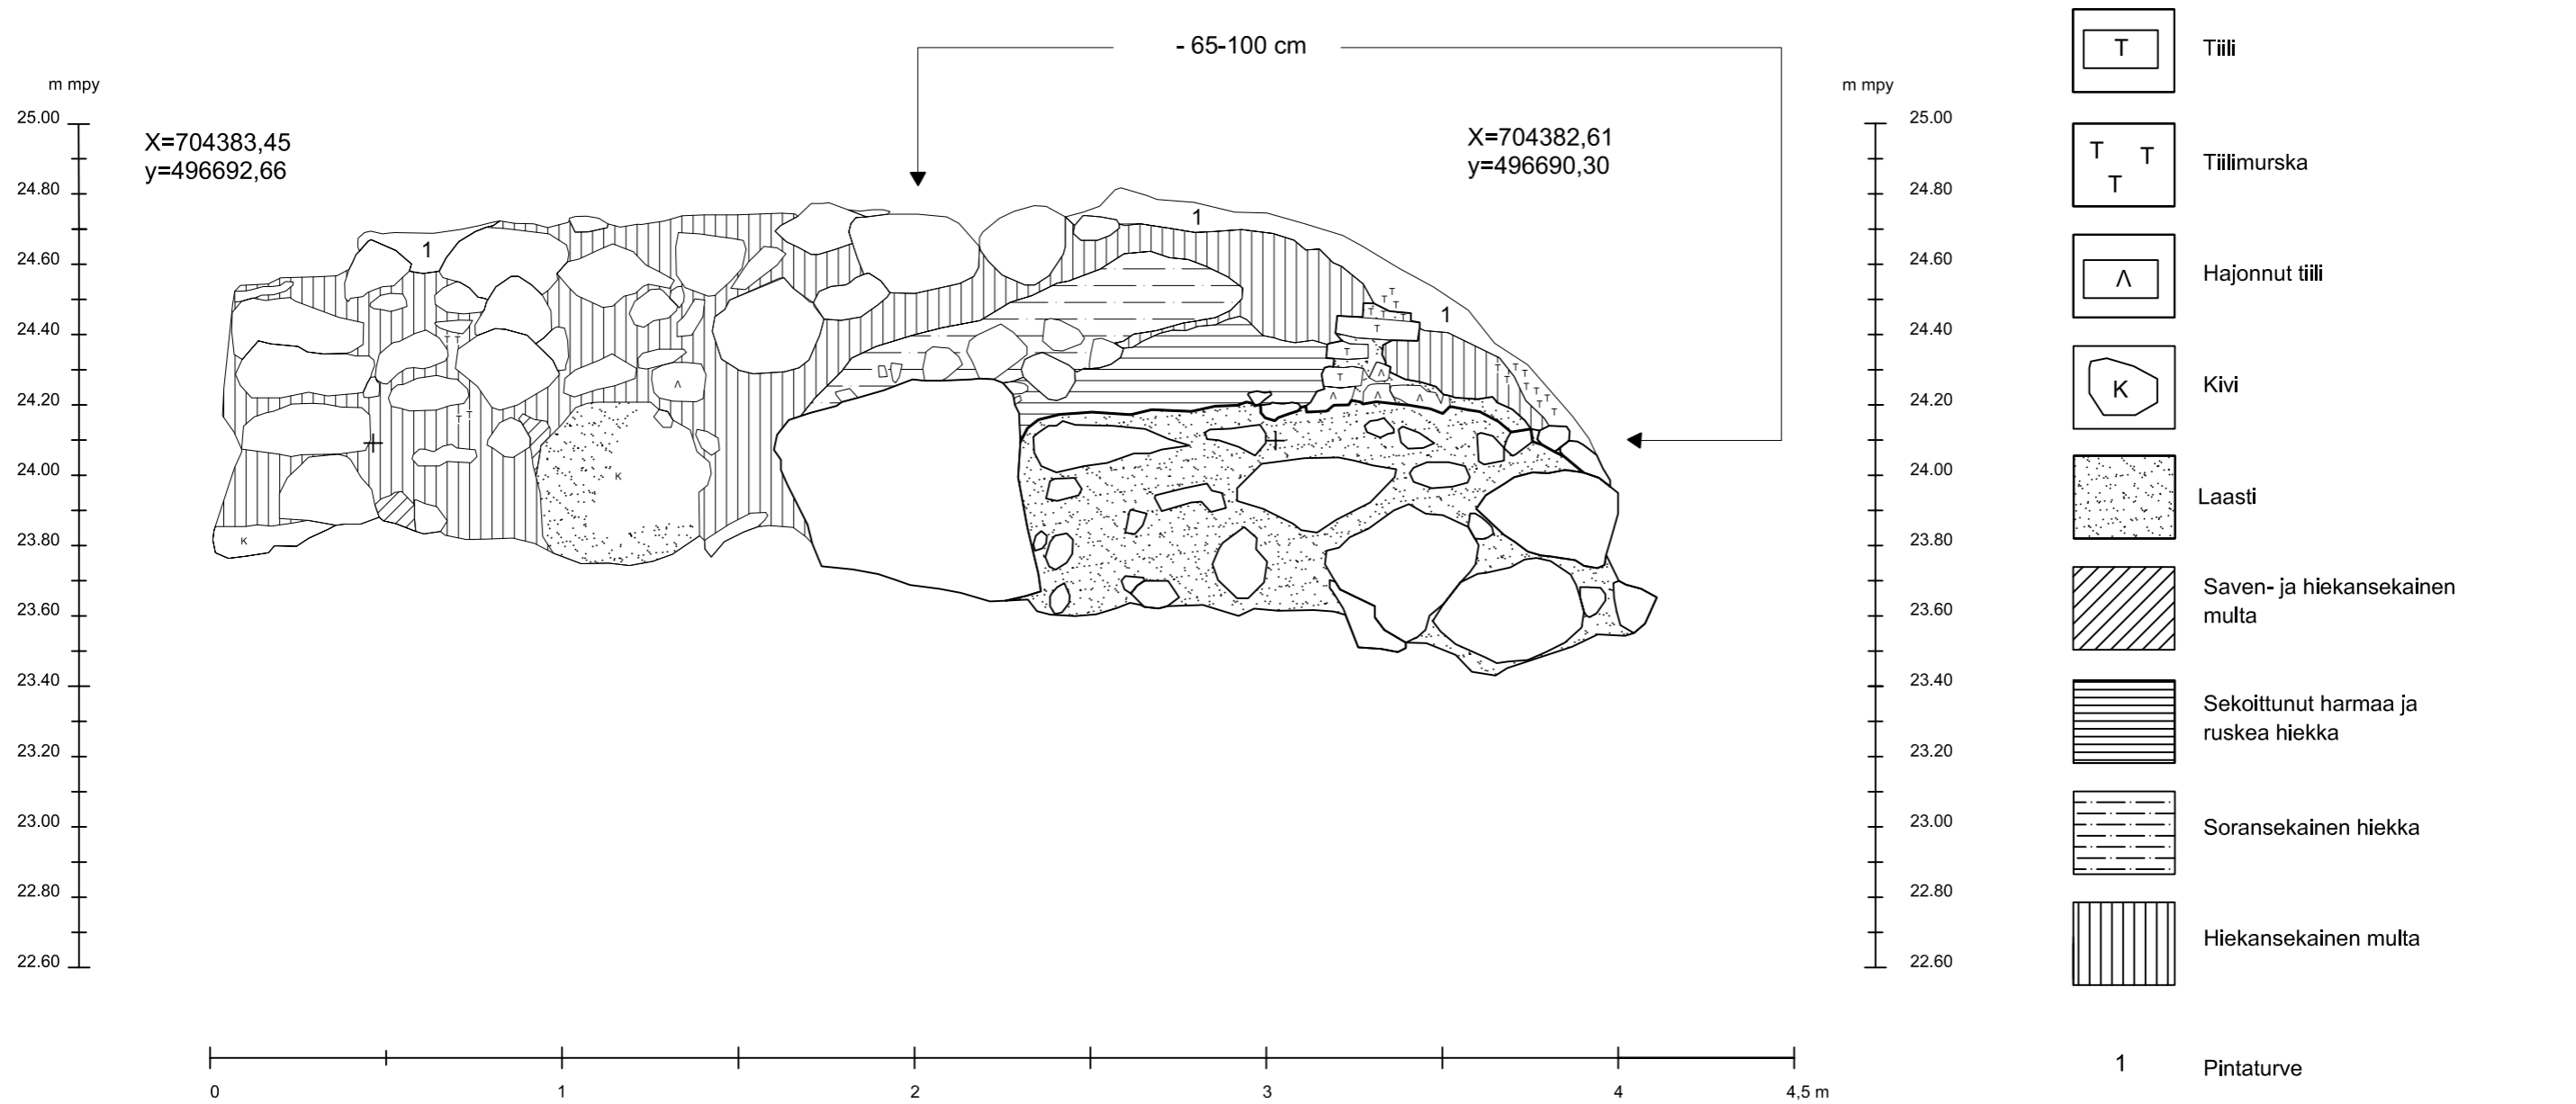 - 65-100 cm
m mpy
25.00
24.80
24.60
24.40
24.20
24.00
23.80
23.60
23.40
23.20
23.00
22.80
22.60
X=704383,45
y=496692,66
X=704382,61
y=496690,30
1
1
1
T T
T T
Λ
K
K
T
T
T
T
T
T
T
T
T
T
Λ
Λ
Λ
Λ
T
T
T
T
T
T
T
T
T
m mpy
25.00
24.80
24.60
24.40
24.20
24.00
23.80
23.60
23.40
23.20
23.00
22.80
22.60
0 1 2 3 4 4,5 m
T Tiili
T T T Tiilimurska
Λ Hajonnut tiili
K Kivi
Laasti
Saven- ja hiekansekainen
multa
Sekoittunut harmaa ja
ruskea hiekka
Soransekainen hiekka
Hiekansekainen multa
1 Pintaturve